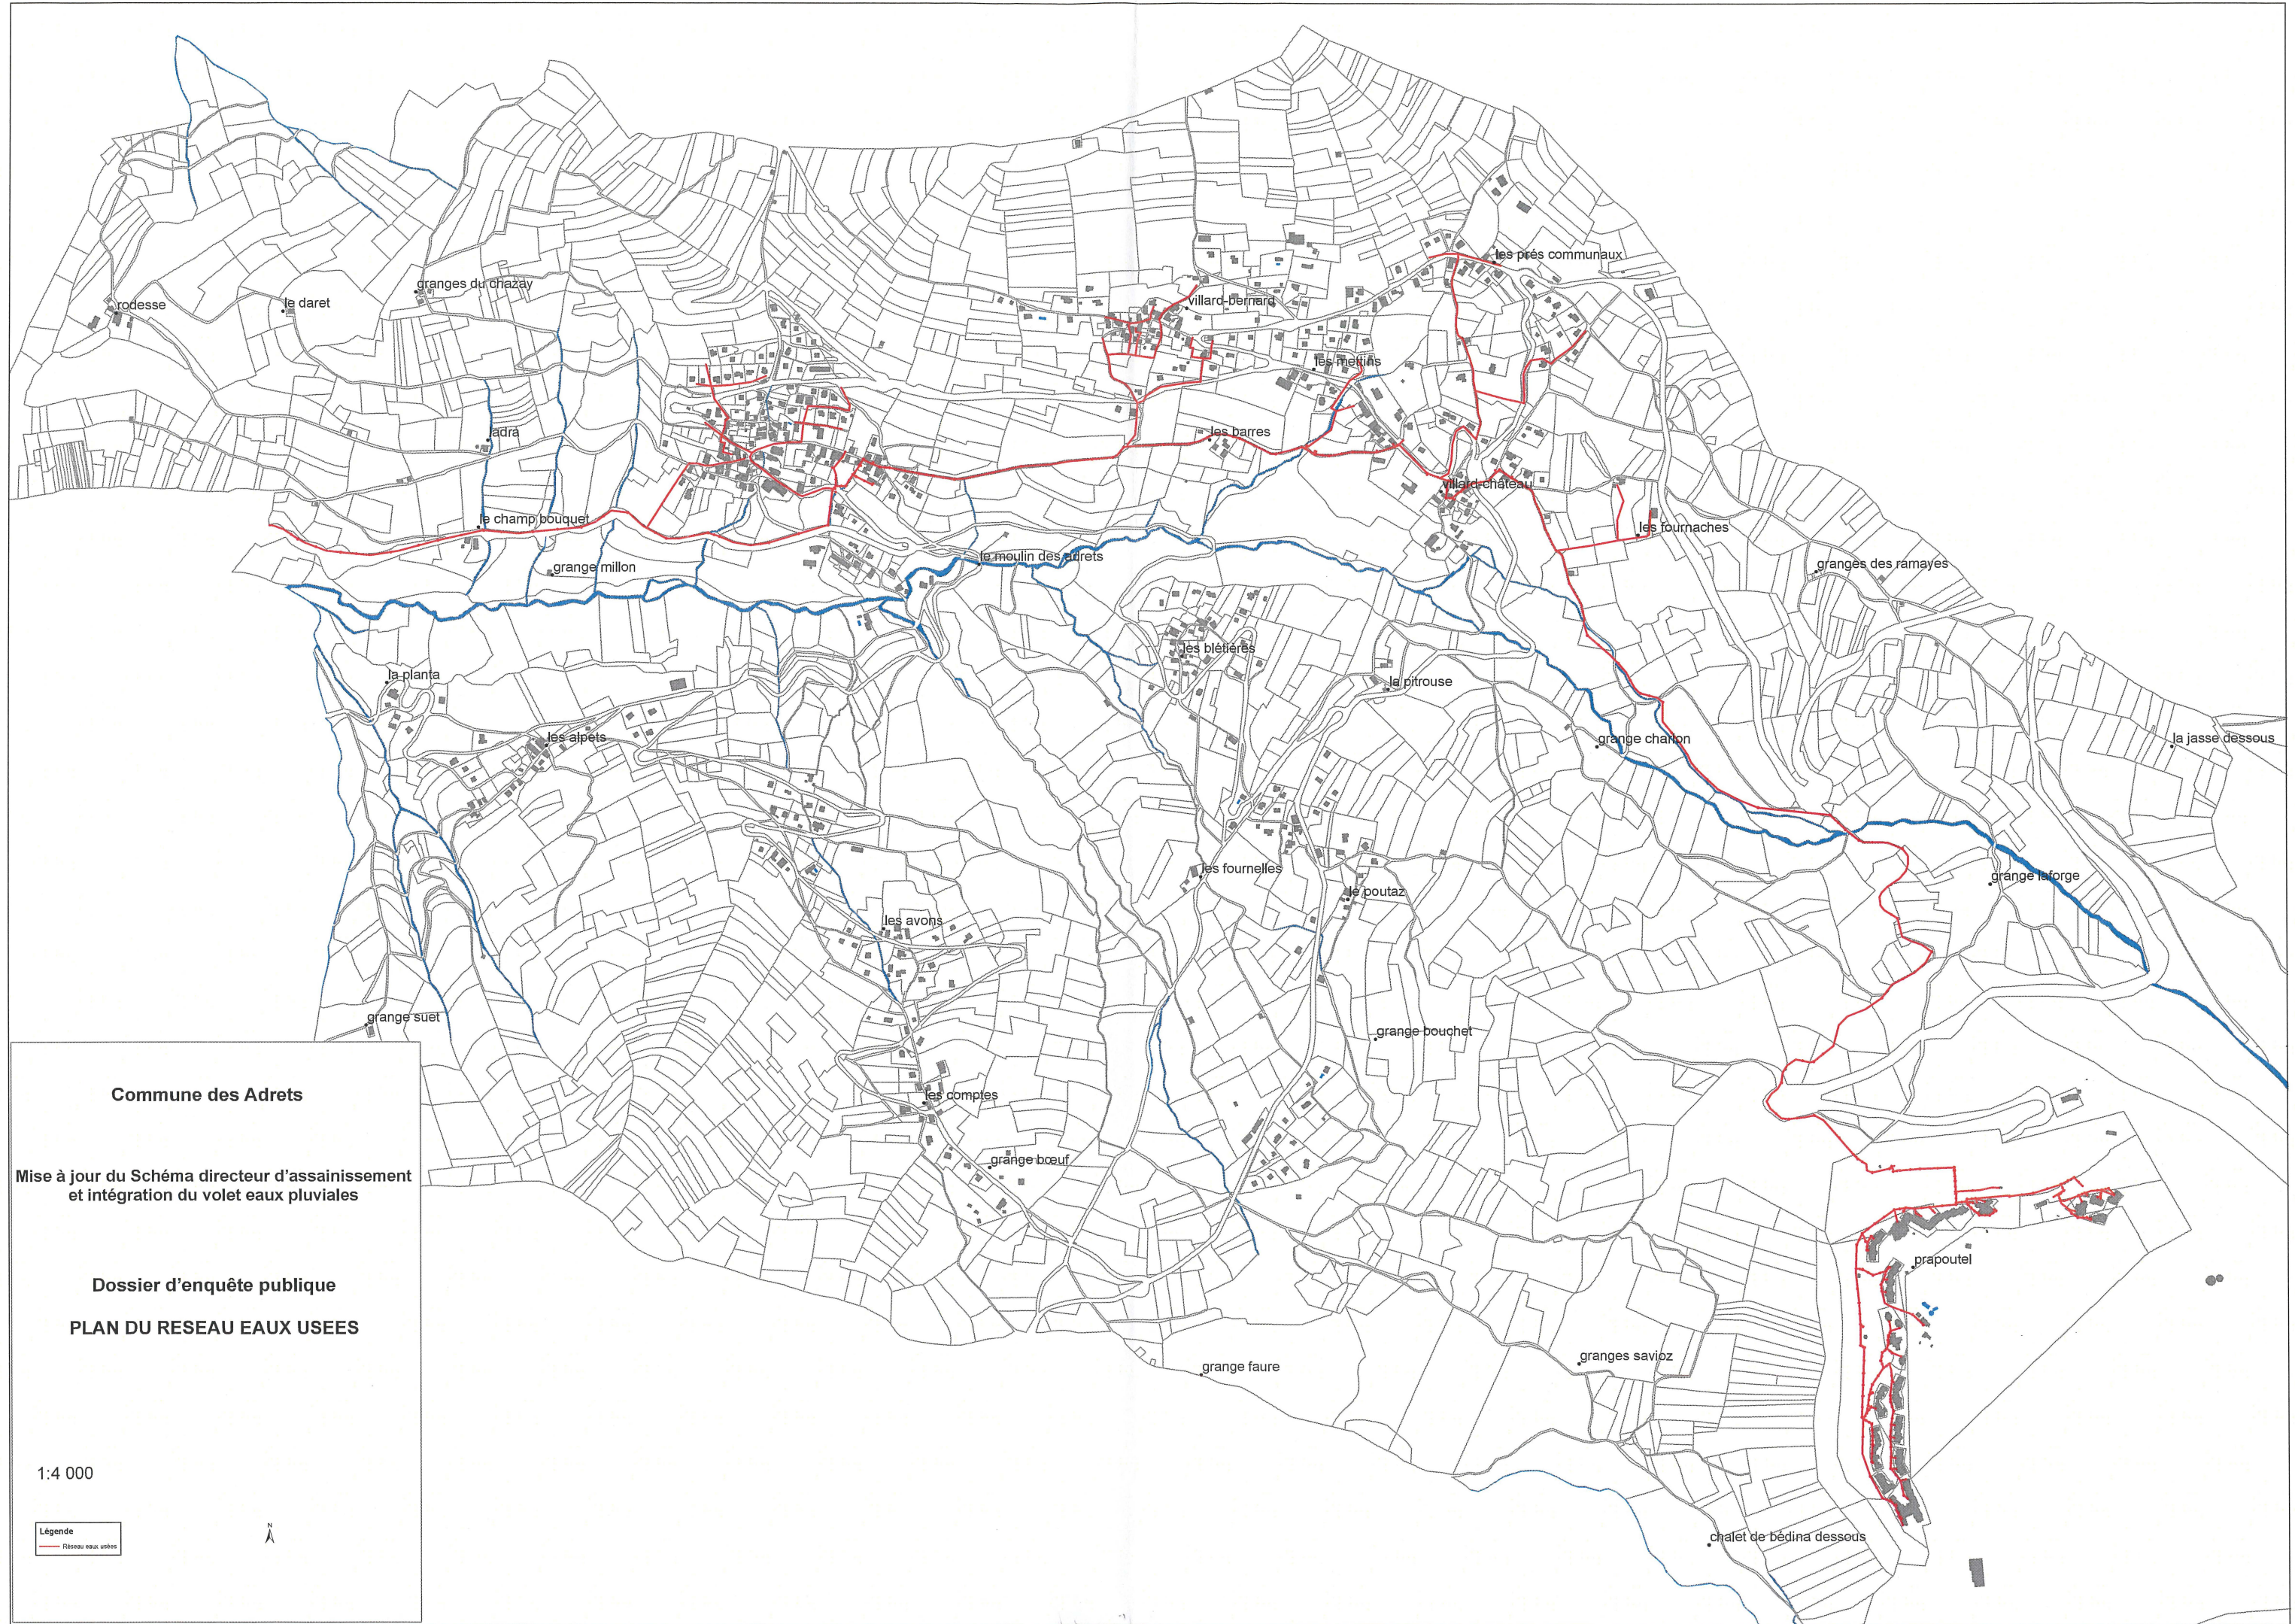 les prés communaux
granges du chazay
villard-bernard
rodesse
le daret
les mettins
ladra
les barres
villard-château
le champ bouquet
les fournaches
le moulin des adrets
grange millon
granges des ramayes
les blétières
la planta
la pitrouse
les alpets
grange charlon
la jasse dessous
les fournelles
grange laforge
le poutaz
les avons
grange suet
grange bouchet
les comptes
grange bœuf
prapoutel
granges savioz
grange faure
chalet de bédina dessous
Commune des Adrets
Mise à jour du Schéma directeur d'assainissement
et intégration du volet eaux pluviales
Dossier d'enquête publique
PLAN DU RESEAU EAUX USEES
1:4 000
N
Légende
Réseau eaux usées